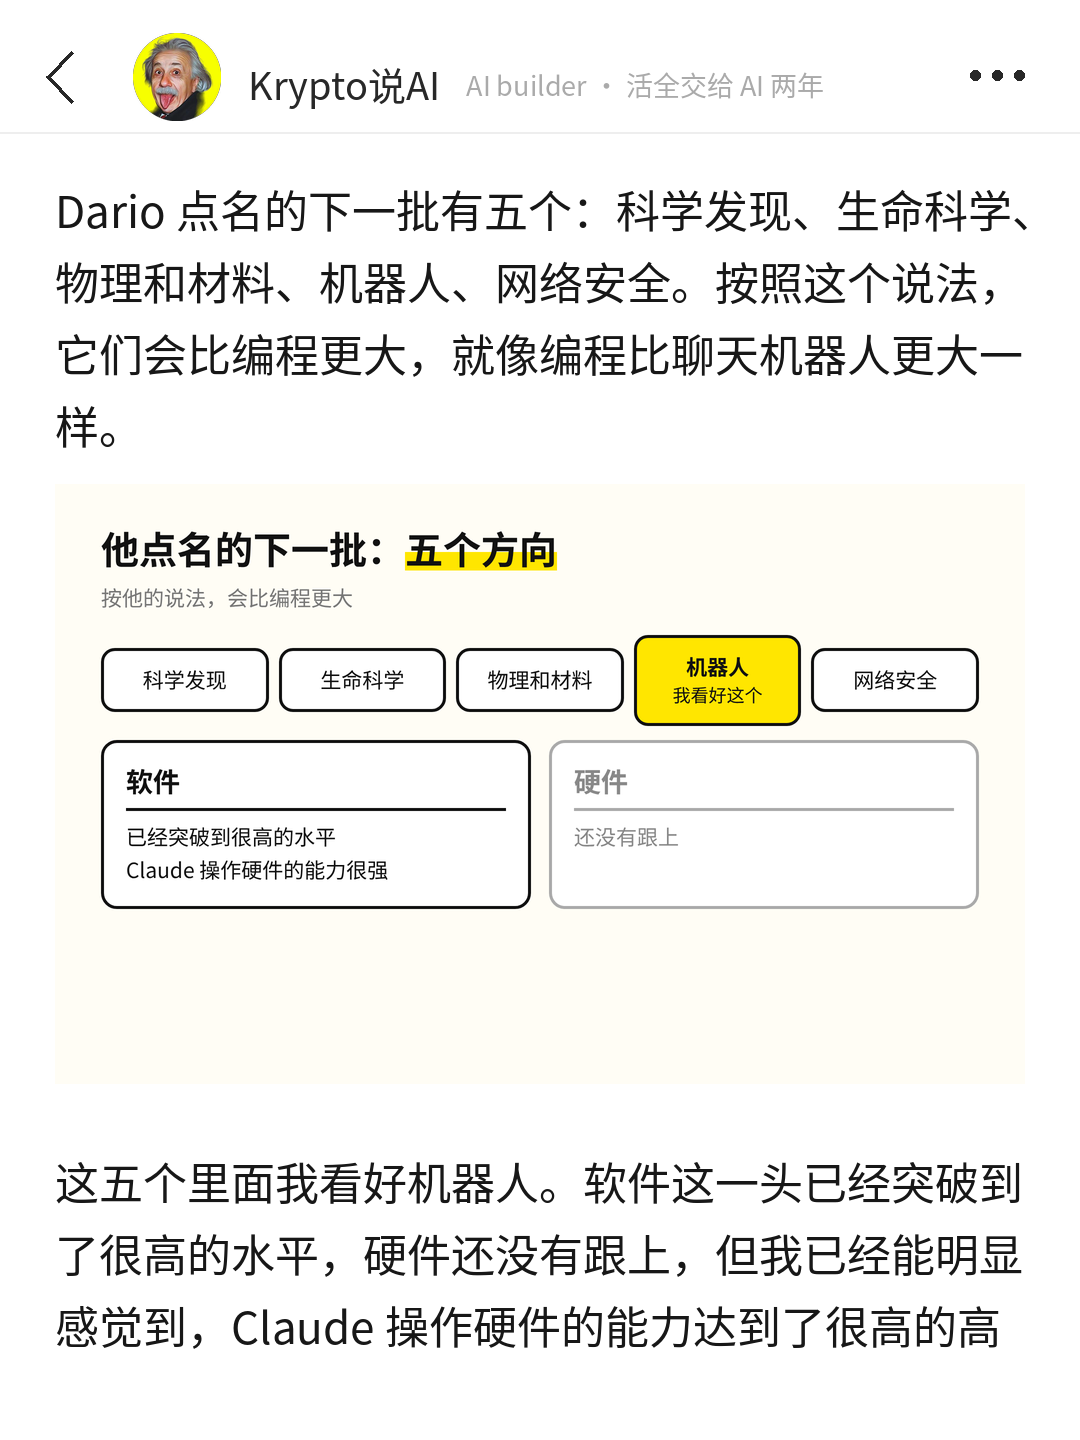 Krypto说AI AI builder · 活全交给 AI 两年
Dario 点名的下一批有五个：科学发现、生命科学、
物理和材料、机器人、网络安全。按照这个说法，
它们会比编程更大，就像编程比聊天机器人更大一
样。
他点名的下一批：五个方向
按他的说法，会比编程更大
科学发现
生命科学
物理和材料
机器人
我看好这个
网络安全
软件
已经突破到很高的水平
Claude 操作硬件的能力很强
硬件
还没有跟上
这五个里面我看好机器人。软件这一头已经突破到
了很高的水平，硬件还没有跟上，但我已经能明显
感觉到，Claude 操作硬件的能力达到了很高的高